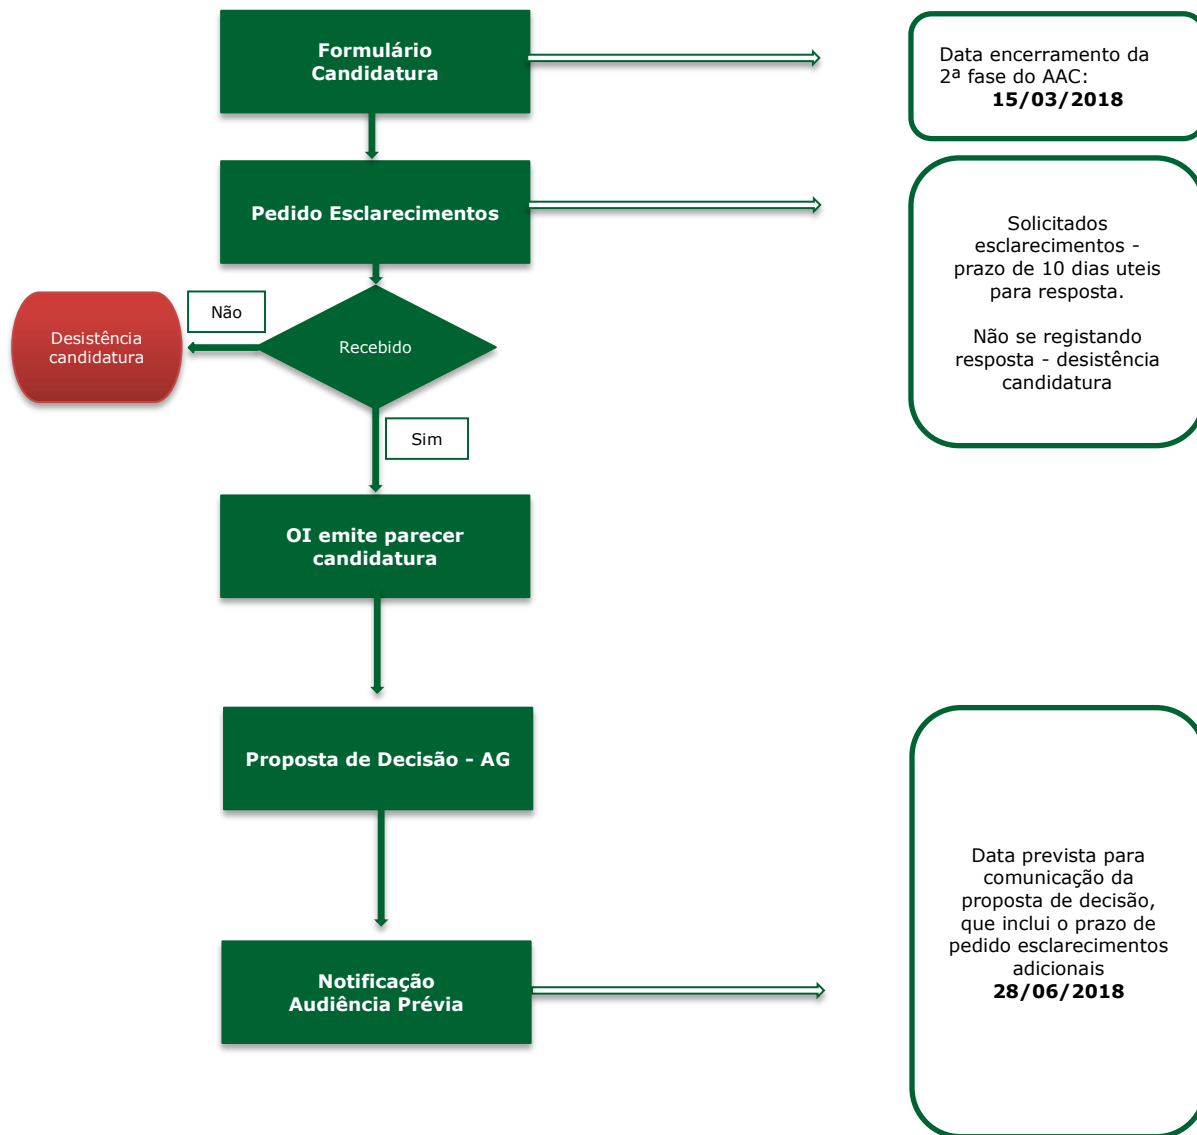 Formulário
Candidatura
Data encerramento da
2ª fase do AAC:
15/03/2018
Pedido Esclarecimentos
Solicitados
esclarecimentos -
prazo de 10 dias uteis
para resposta.
Não se registando
resposta - desistência
candidatura
Não
Desistência
candidatura
Recebido
Sim
OI emite parecer
candidatura
Proposta de Decisão - AG
Data prevista para
comunicação da
proposta de decisão,
que inclui o prazo de
pedido esclarecimentos
adicionais
28/06/2018
Notificação
Audiência Prévia